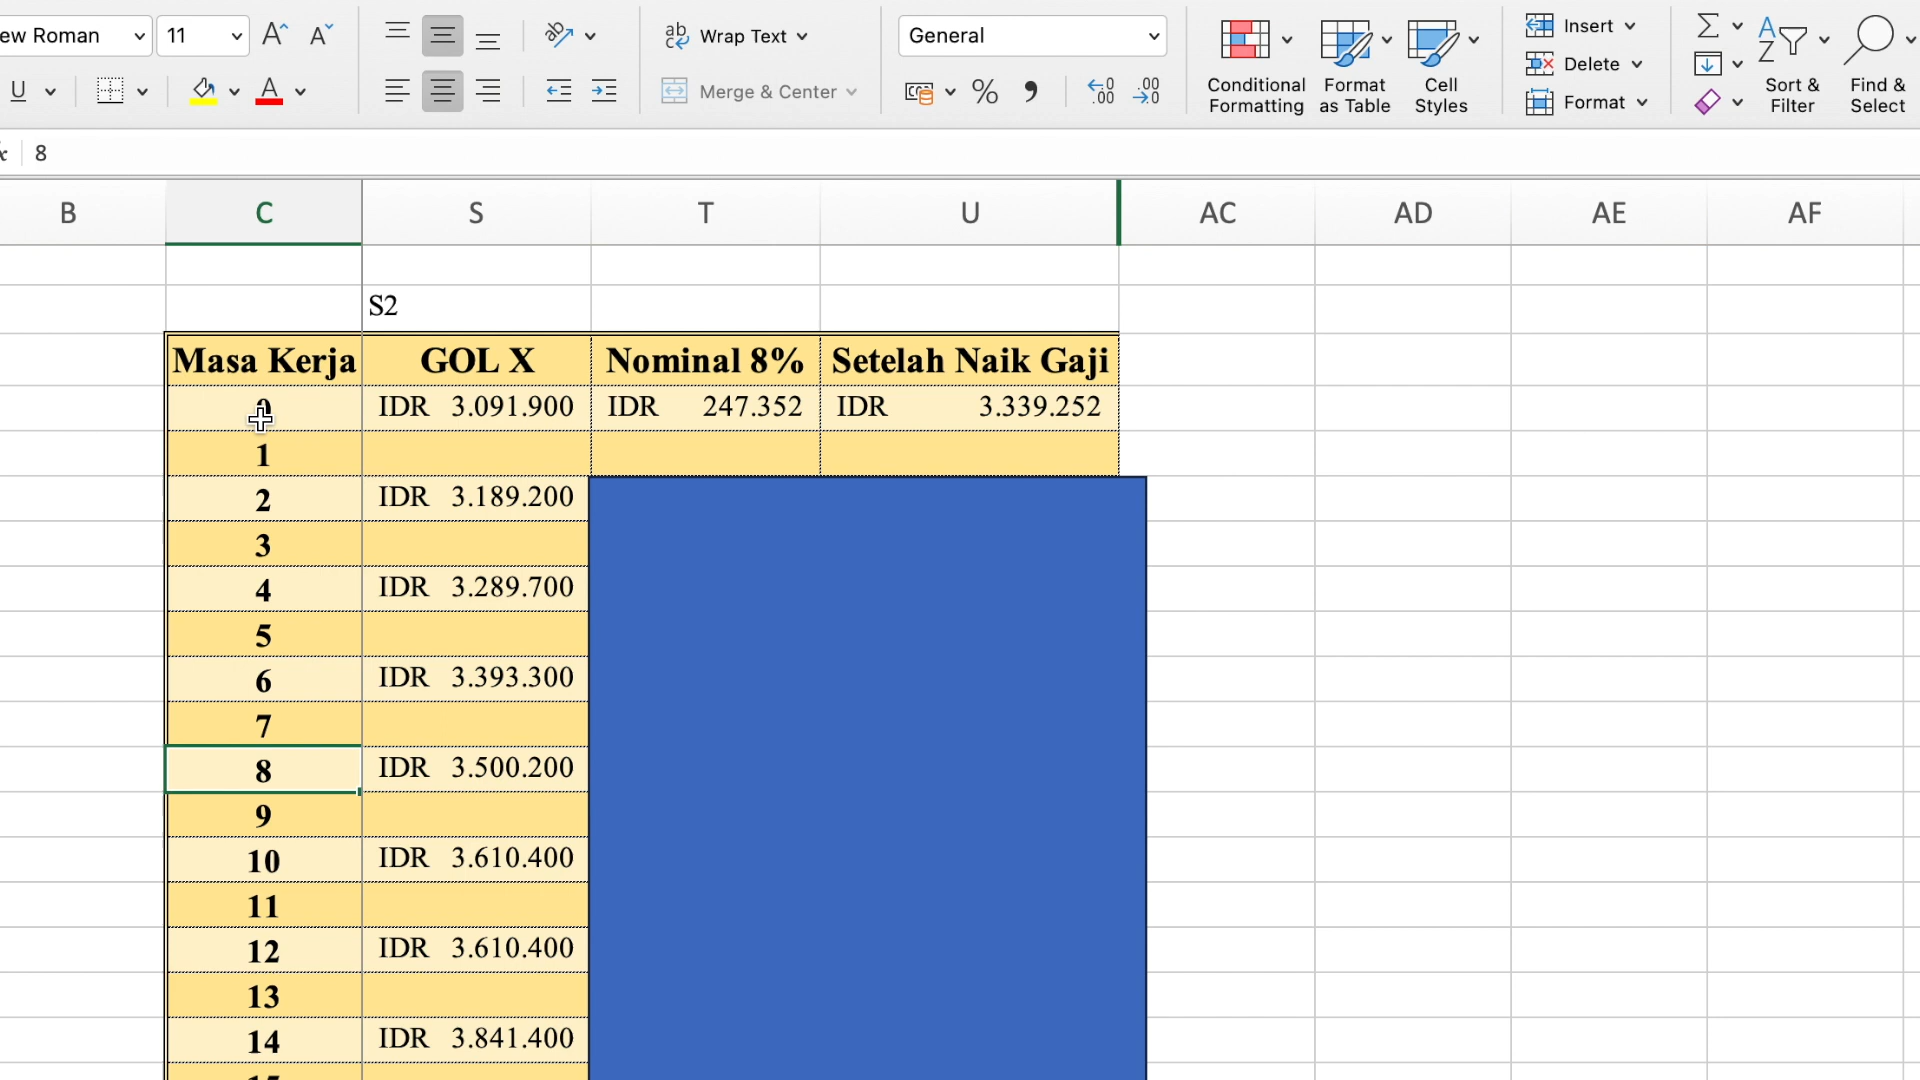 ew Roman 11 Wrap Text General Insert
U Merge & Center % Conditional Formatting Format as Table Cell Styles Delete Sort & Filter Find & Select
Format
8
B C S T U AC AD AE AF
S2
Masa Kerja GOL X Nominal 8% Setelah Naik Gaji
0 IDR 3.091.900 IDR 247.352 IDR 3.339.252
1
2 IDR 3.189.200
3
4 IDR 3.289.700
5
6 IDR 3.393.300
7
8 IDR 3.500.200
9
10 IDR 3.610.400
11
12 IDR 3.610.400
13
14 IDR 3.841.400